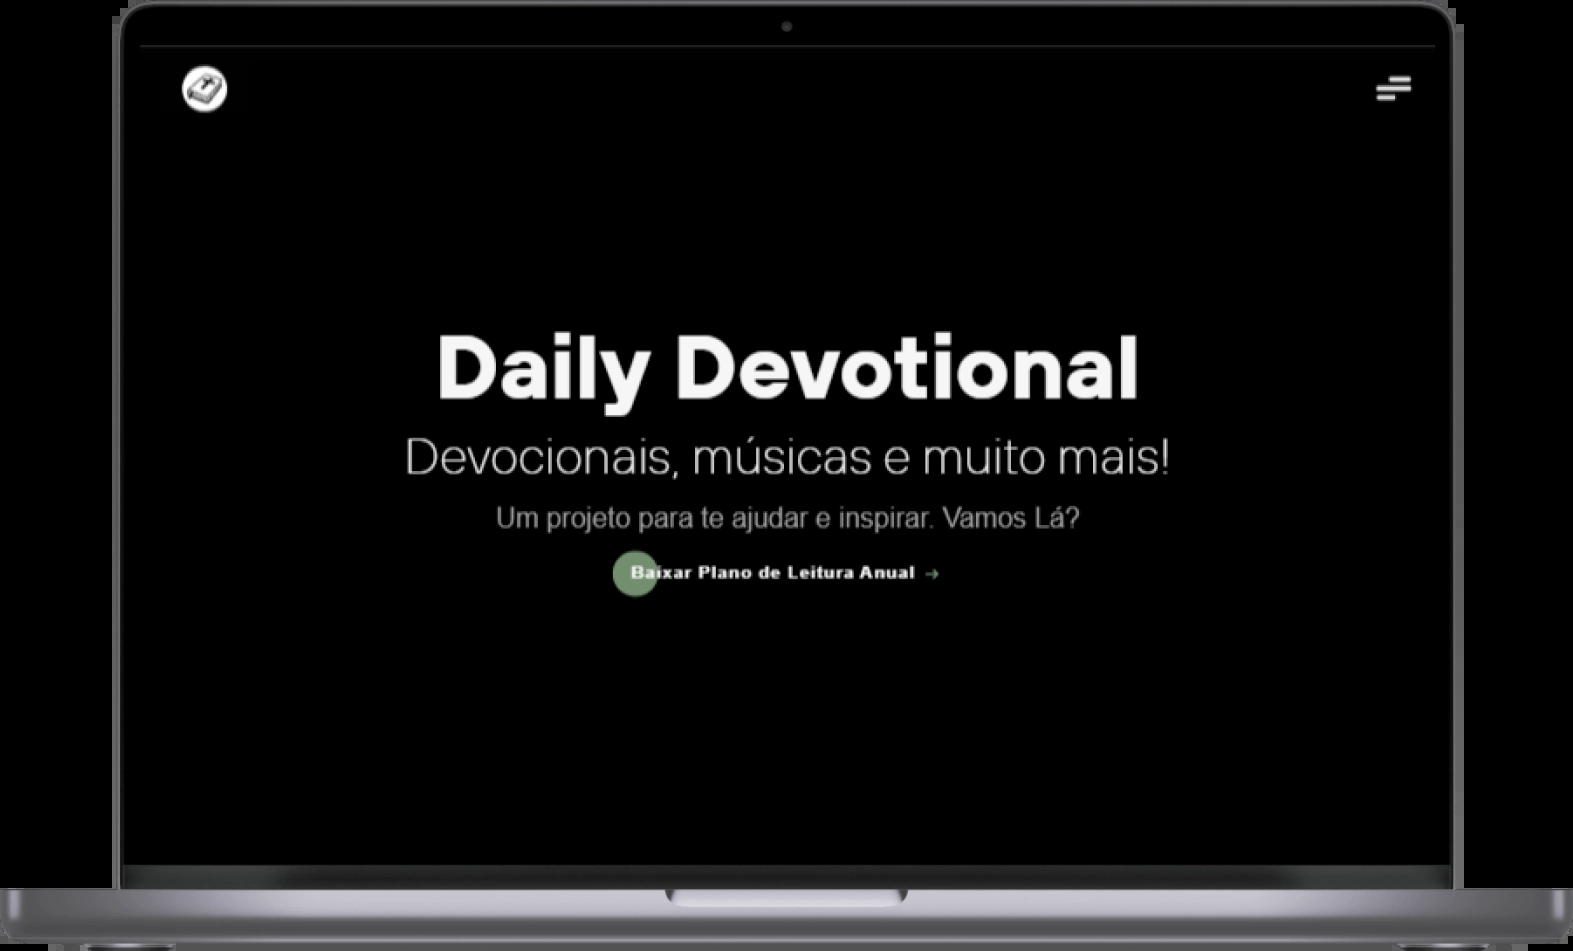 Daily Devotional
Devocionais, músicas e muito mais!
Um projeto para te ajudar e inspirar. Vamos Lá?
Baixar Plano de Leitura Anual →